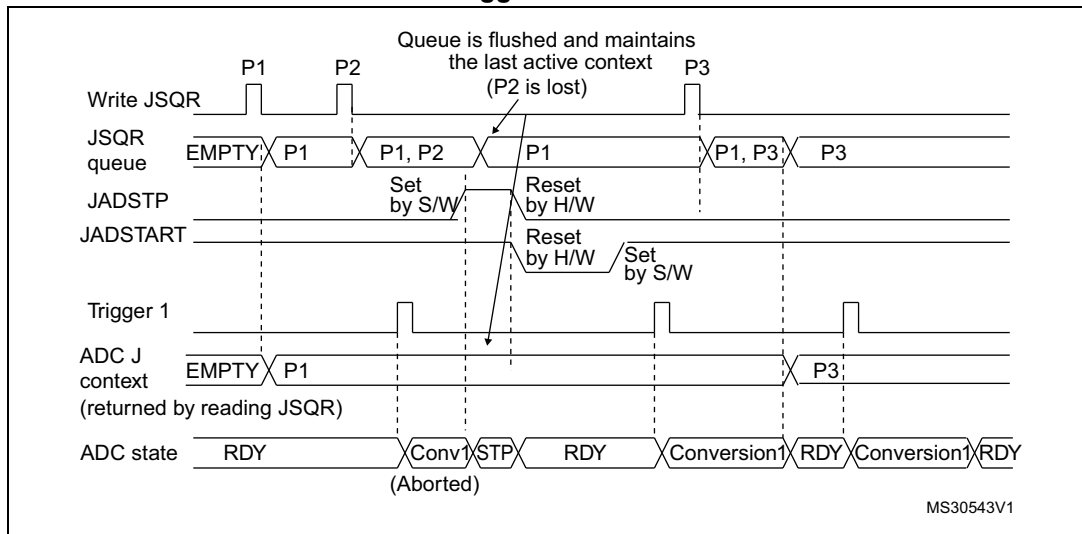 Queue is flushed and maintains
the last active context
(P2 is lost)
P1
P2
P3
Write JSQR
JSQR
queue
EMPTY
P1
P1, P2
P1
P1, P3
P3
Set
by S/W
Reset
by H/W
JADSTP
JADSTART
Reset
by H/W
Set
by S/W
Trigger 1
ADC J
context
(returned by reading JSQR)
EMPTY
P1
P3
ADC state
RDY
Conv1
STP
RDY
Conversion1
RDY
Conversion1
RDY
(Aborted)
MS30543V1